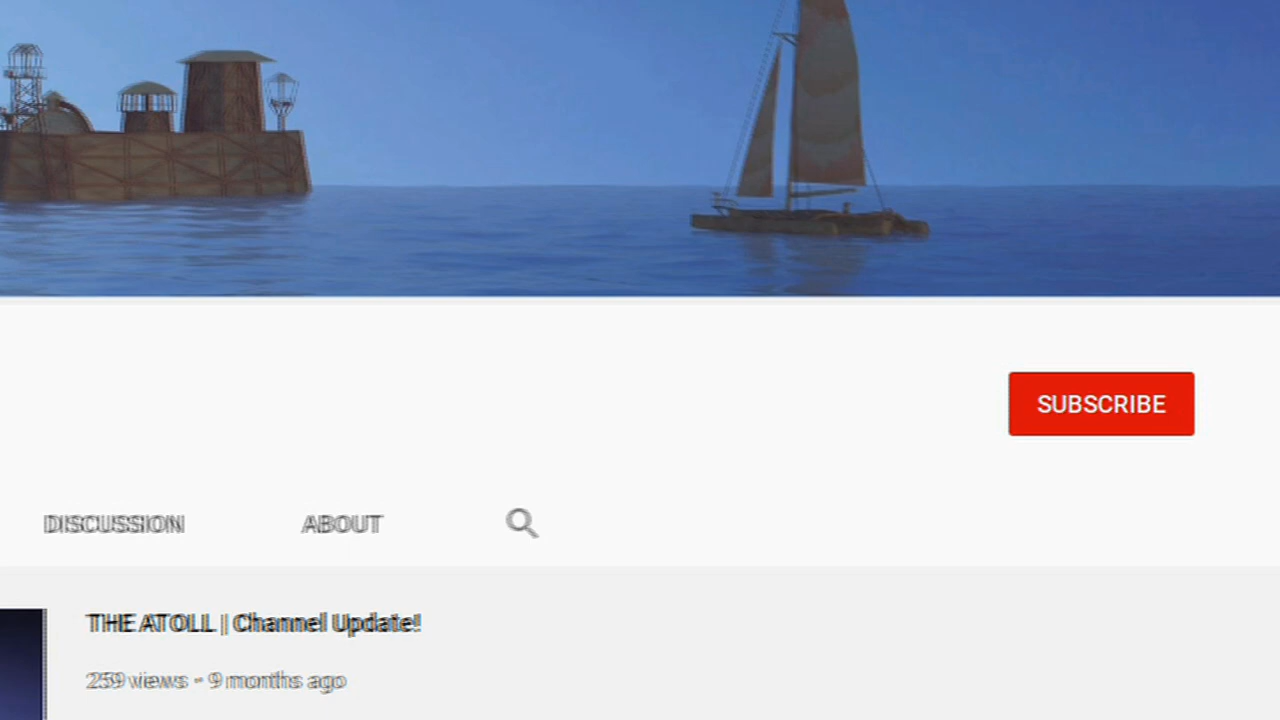 SUBSCRIBE
DISCUSSION ABOUT
THE ATOLL | Channel Update!
259 views • 9 months ago